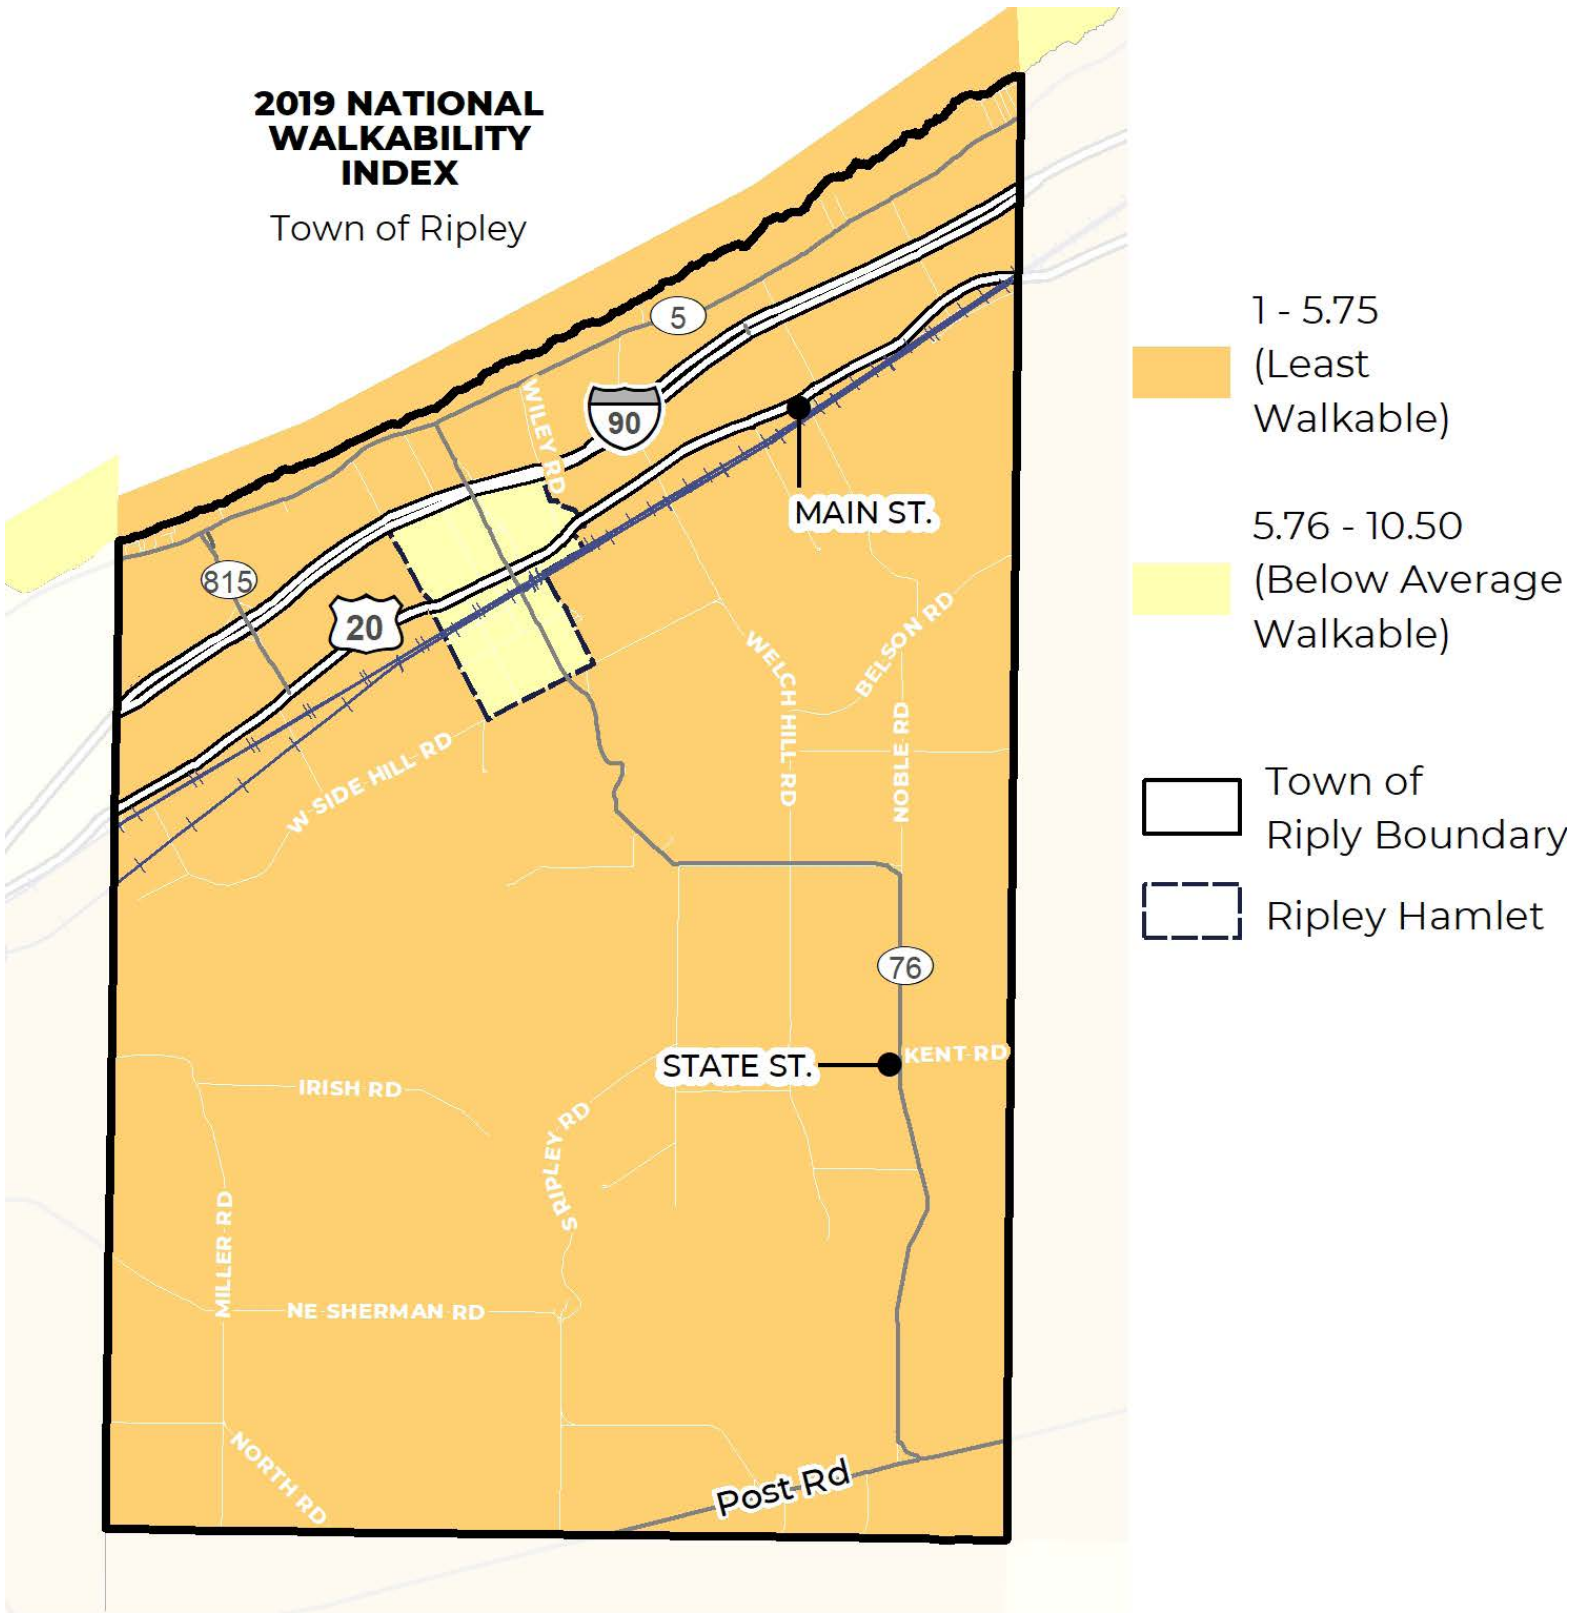 2019 NATIONAL
WALKABILITY
INDEX
Town of Ripley
5
WILEY RD
90
MAIN ST.
815
20
BELSON RD
WELCH HILL RD
NOBLE RD
W SIDE HILL RD
76
STATE ST.
KENT RD
IRISH RD
S RIPLEY RD
MILLER RD
NE SHERMAN RD
NORTH RD
Post Rd
1 - 5.75
(Least
Walkable)
5.76 - 10.50
(Below Average
Walkable)
Town of
Riply Boundary
Ripley Hamlet